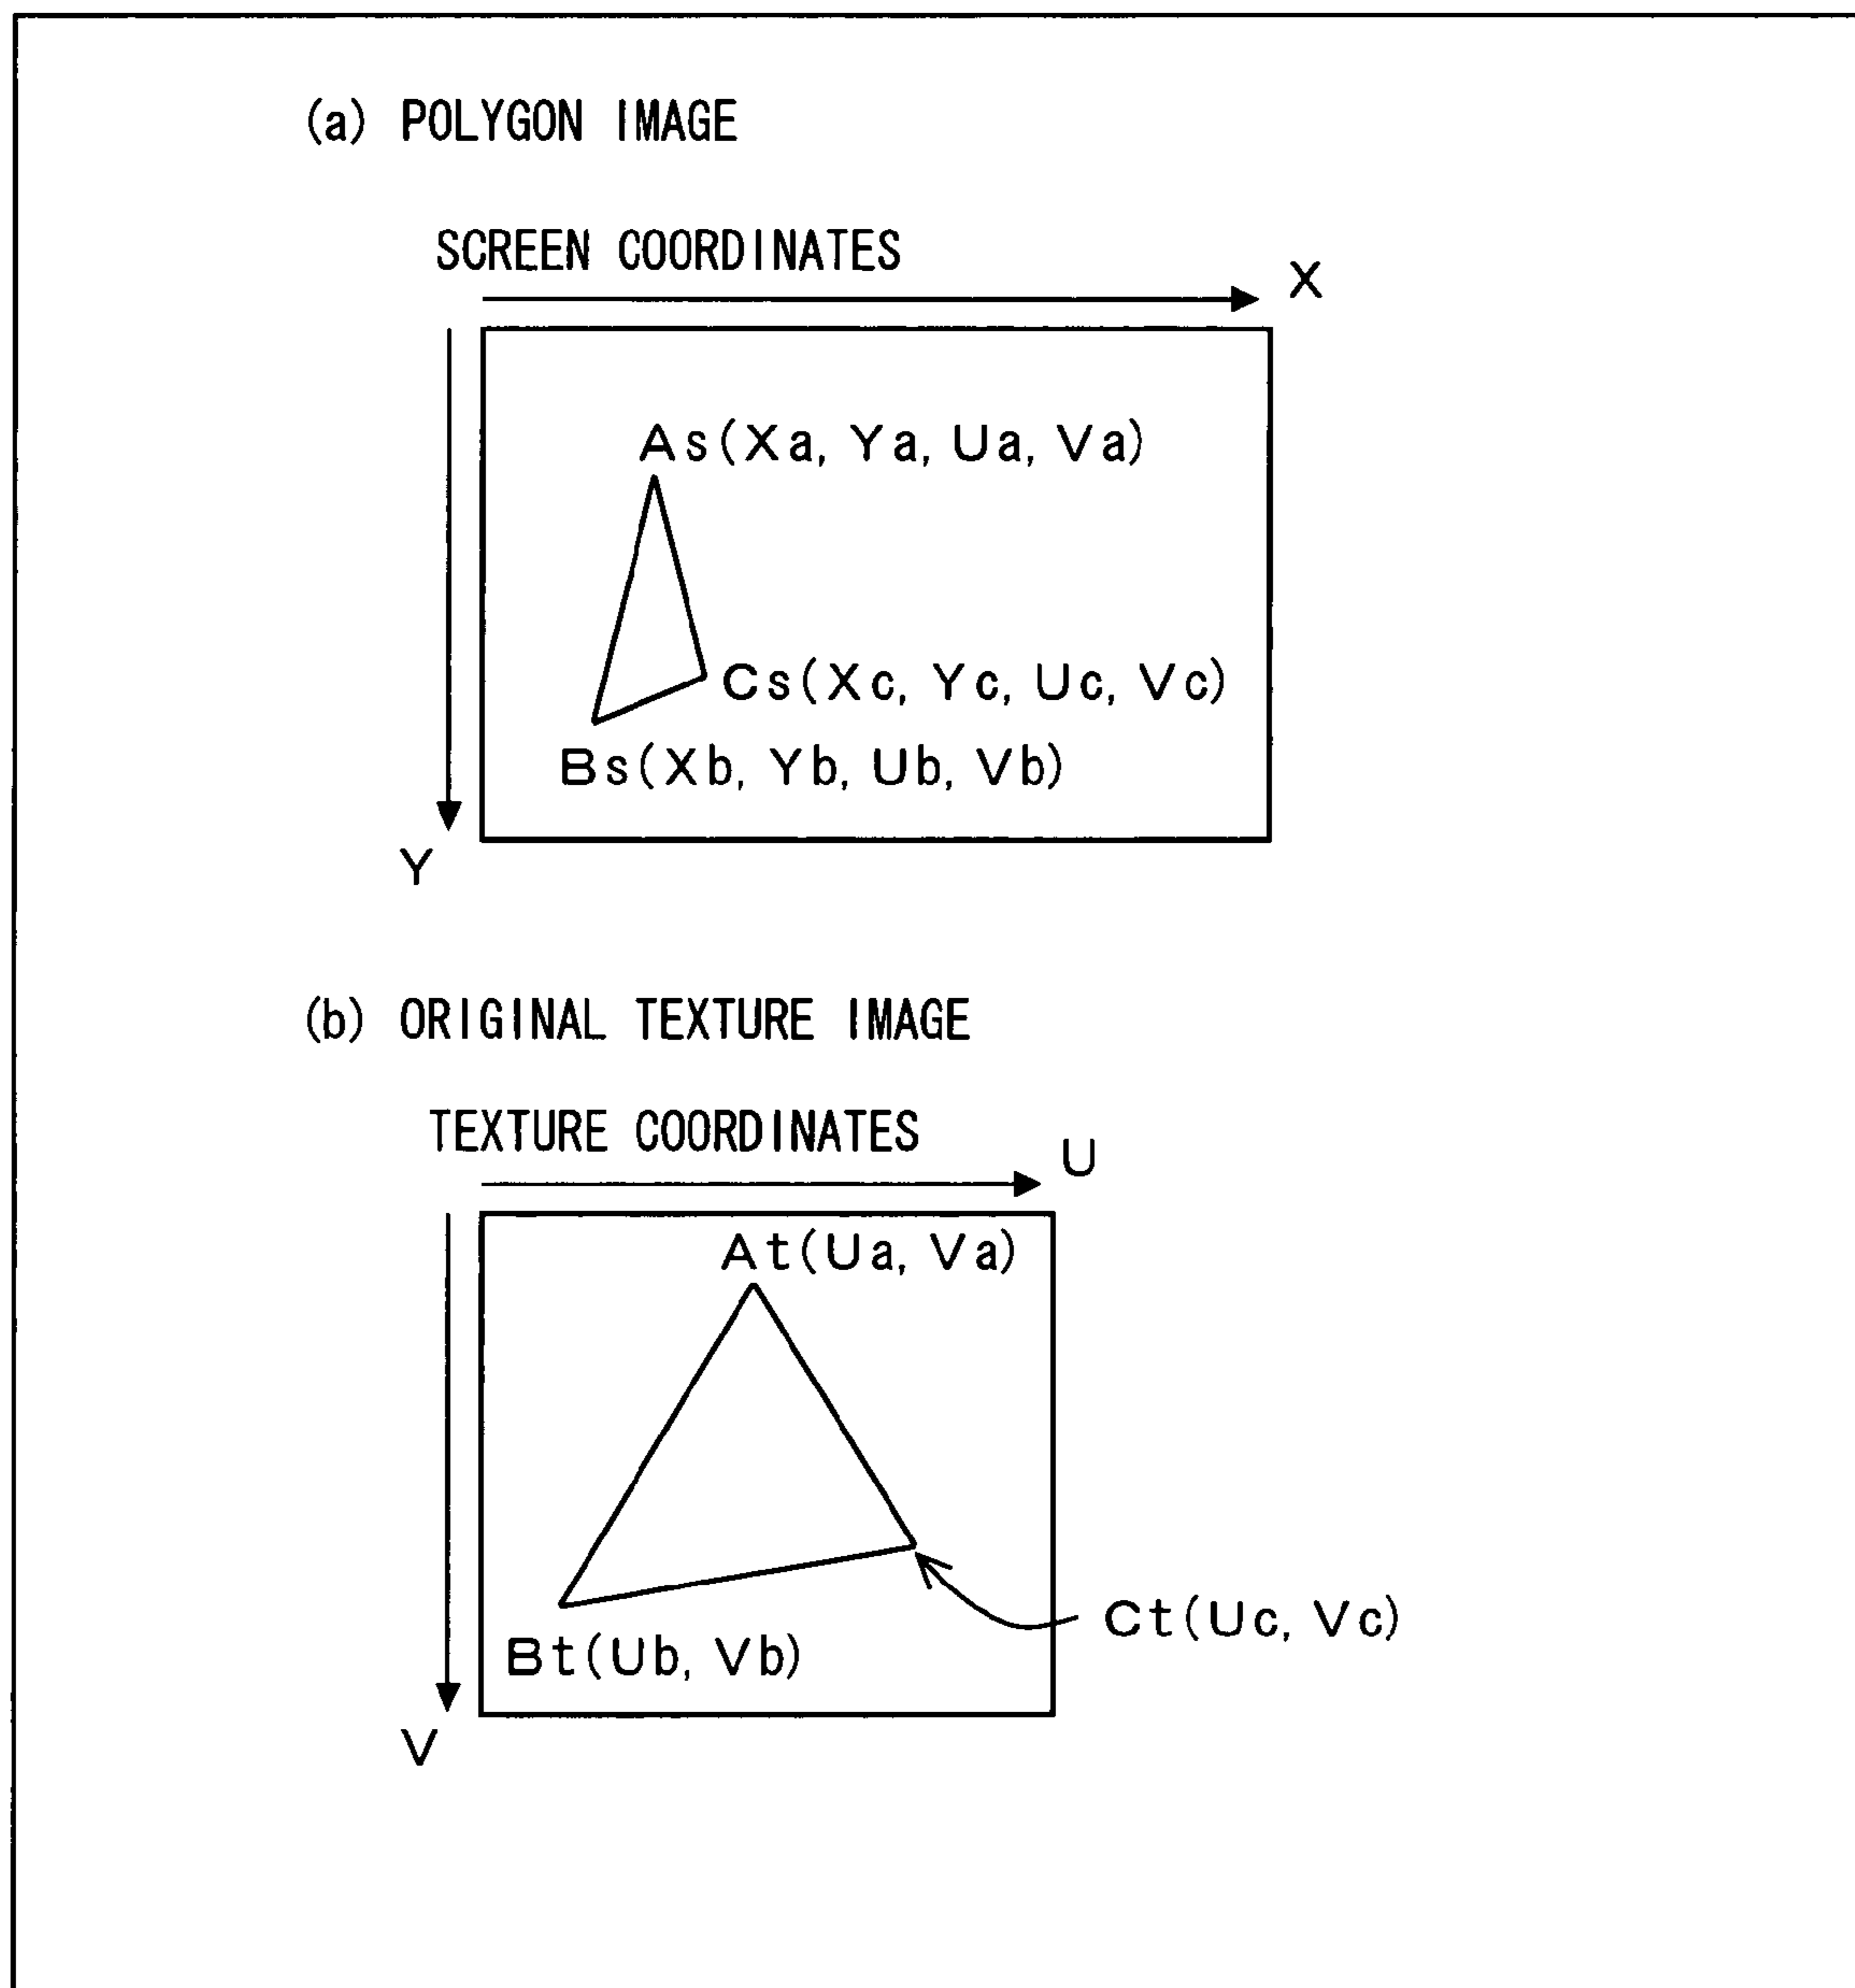 (a) POLYGON IMAGE
SCREEN COORDINATES
X
As(Xa, Ya, Ua, Va)
Cs(Xc, Yc, Uc, Vc)
Bs(Xb, Yb, Ub, Vb)
Y
(b) ORIGINAL TEXTURE IMAGE
TEXTURE COORDINATES
U
At(Ua, Va)
Ct(Uc, Vc)
Bt(Ub, Vb)
V